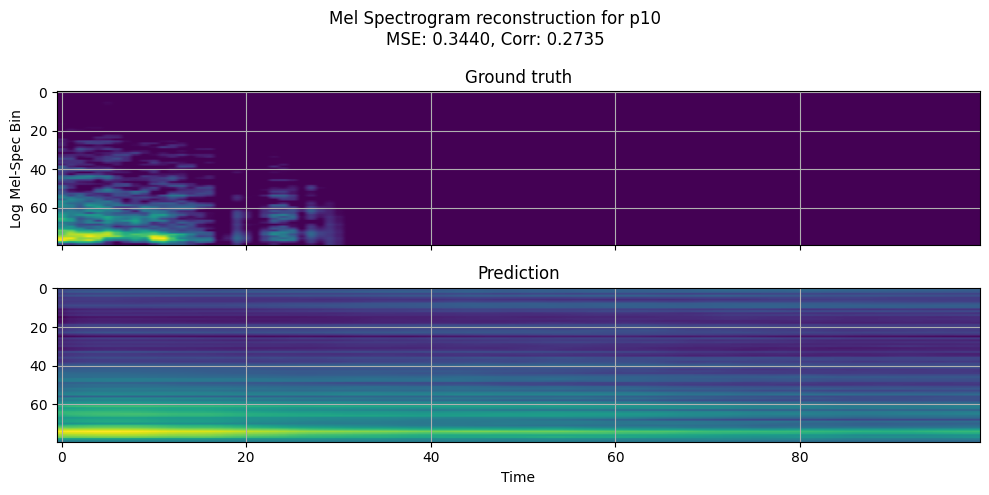 Mel Spectrogram reconstruction for p10
MSE: 0.3440, Corr: 0.2735
Ground truth
Log Mel-Spec Bin
0
20
40
60
Prediction
0
20
40
60
0 20 40 60 80
Time